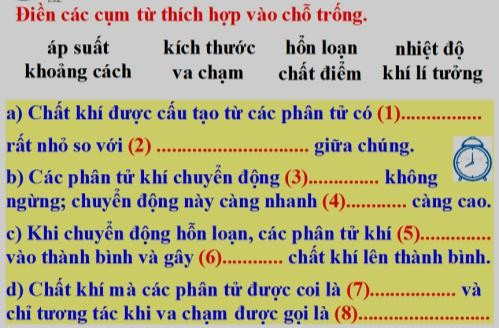 Điền các cụm từ thích hợp vào chỗ trống.
áp suất kích thước hỗn loạn nhiệt độ
khoảng cách va chạm chất điểm khí lí tưởng
a) Chất khí được cấu tạo từ các phân tử có (1)................
rất nhỏ so với (2) .............................. giữa chúng.
b) Các phân tử khí chuyển động (3).............. không
ngừng; chuyển động này càng nhanh (4)............ càng cao.
c) Khi chuyển động hỗn loạn, các phân tử khí (5)..............
vào thành bình và gây (6)............ chất khí lên thành bình.
d) Chất khí mà các phân tử được coi là (7)................. và
chỉ tương tác khi va chạm được gọi là (8)..........................